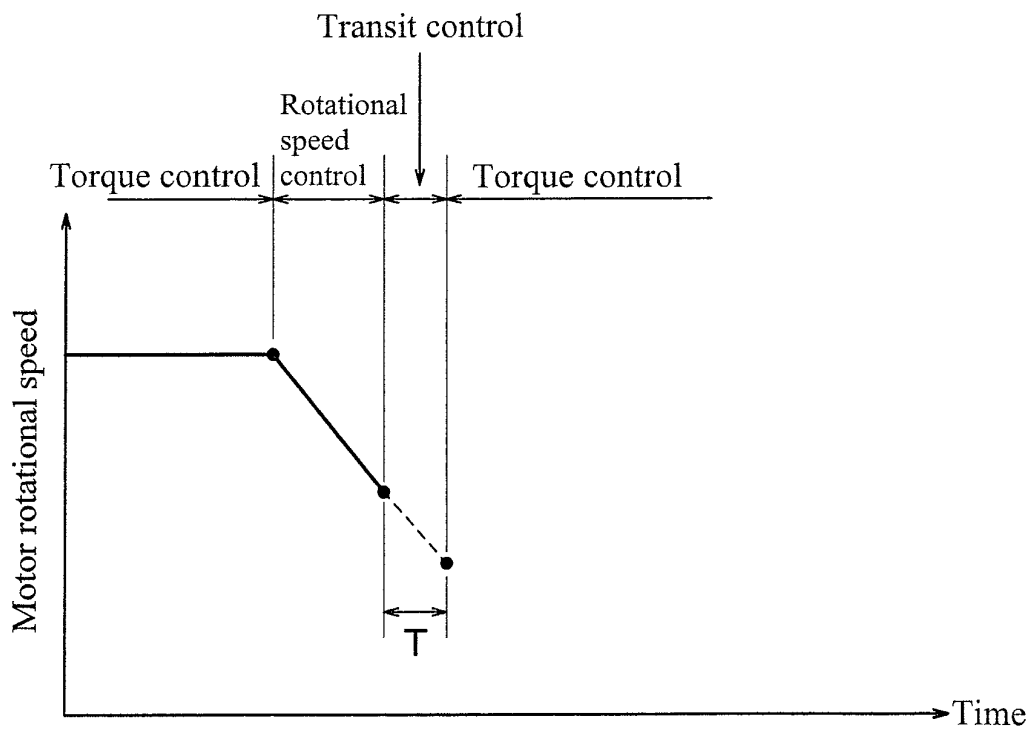 Transit control
Rotational
speed
control
Torque control
Torque control
Motor rotational speed
T
Time